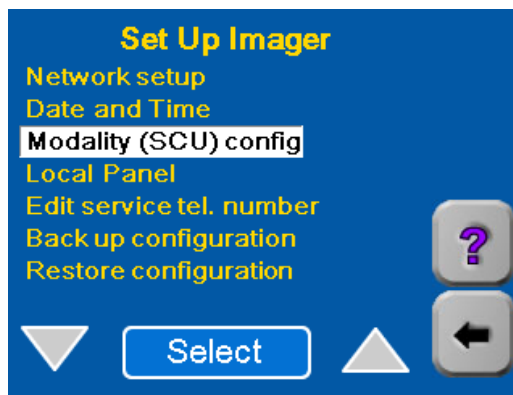 Set Up Imager
Network setup
Date and Time
Modality (SCU) config
Local Panel
Edit service tel. number
Back up configuration
Restore configuration
?
Select